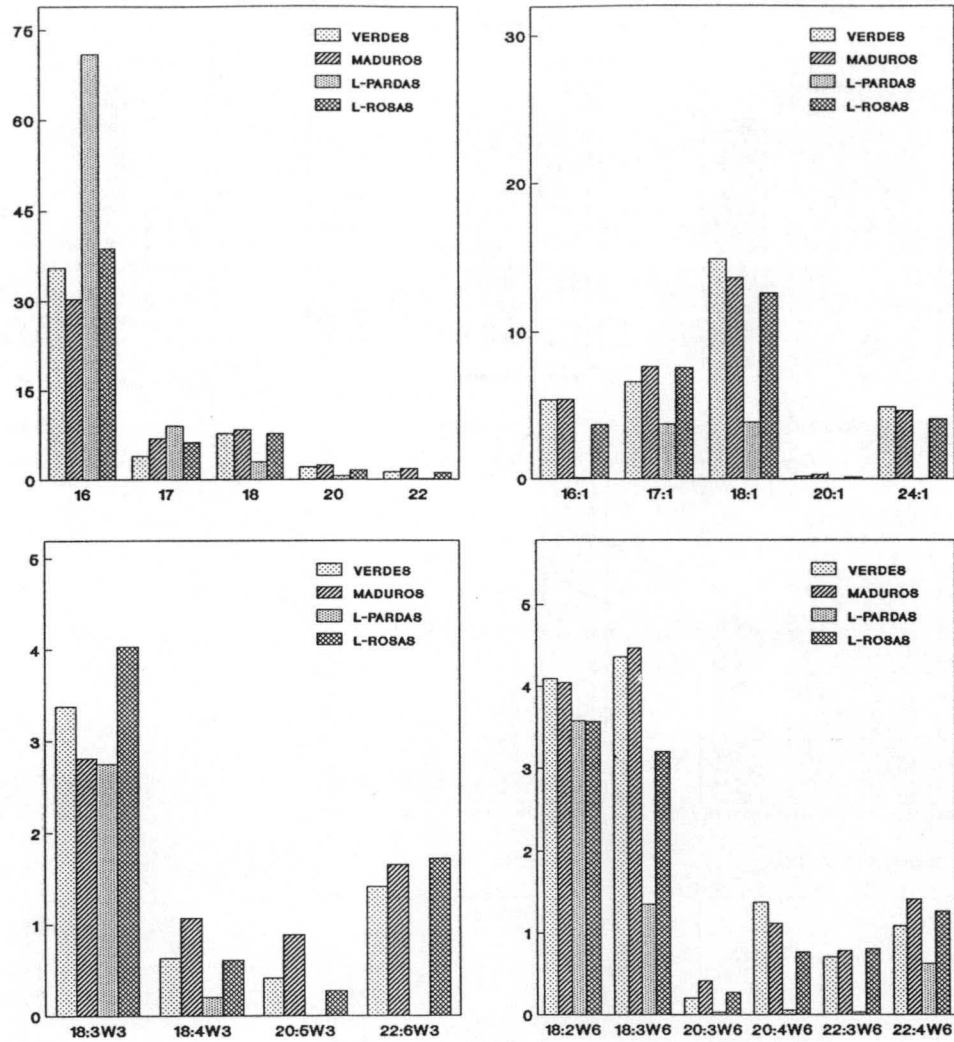 75
60
45
30
15
0
16 17 18 20 22
VERDES
MADUROS
L-PARDAS
L-ROSAS
30
20
10
0
16:1 17:1 18:1 20:1 24:1
VERDES
MADUROS
L-PARDAS
L-ROSAS
6
4
3
2
1
0
18:3W3 18:4W3 20:5W3 22:6W3
VERDES
MADUROS
L-PARDAS
L-ROSAS
5
4
3
1
0
18:2W6 18:3W6 20:3W6 20:4W6 22:3W6 22:4W6
VERDES
MADUROS
L-PARDAS
L-ROSAS